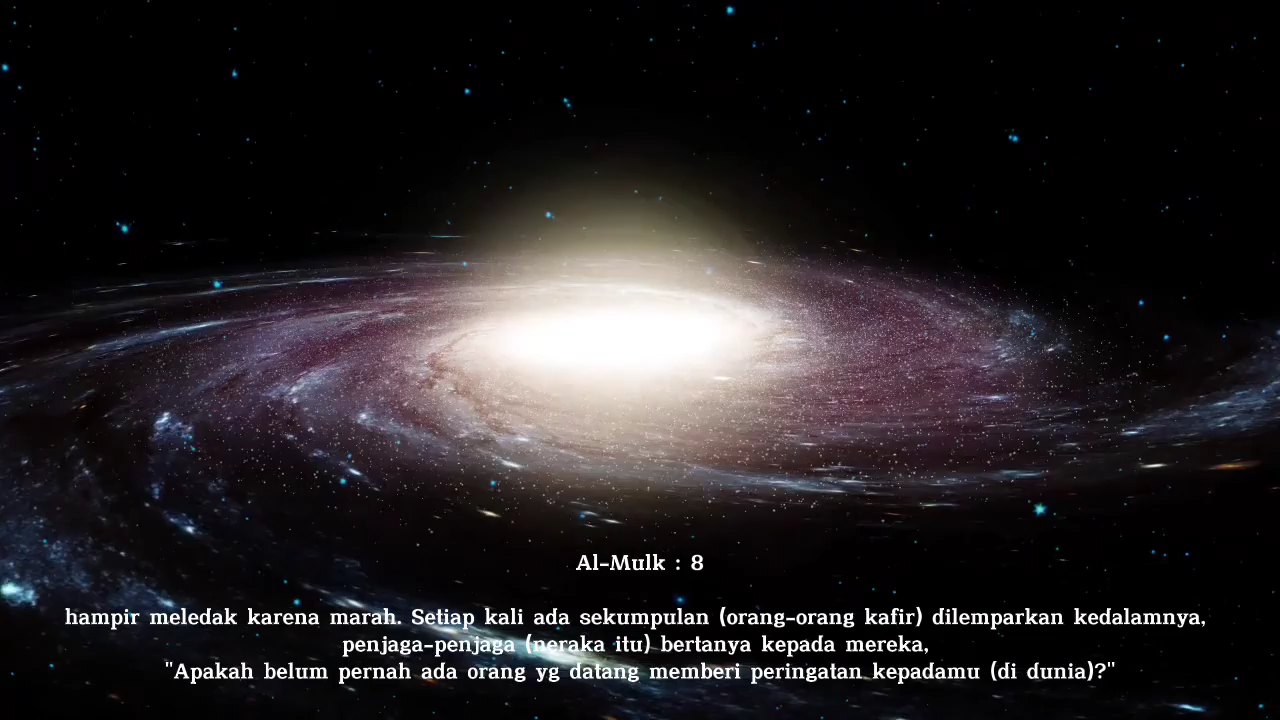 Al-Mulk : 8
hampir meledak karena marah. Setiap kali ada sekumpulan (orang-orang kafir) dilemparkan kedalamnya,
penjaga-penjaga (neraka itu) bertanya kepada mereka,
"Apakah belum pernah ada orang yg datang memberi peringatan kepadamu (di dunia)?"